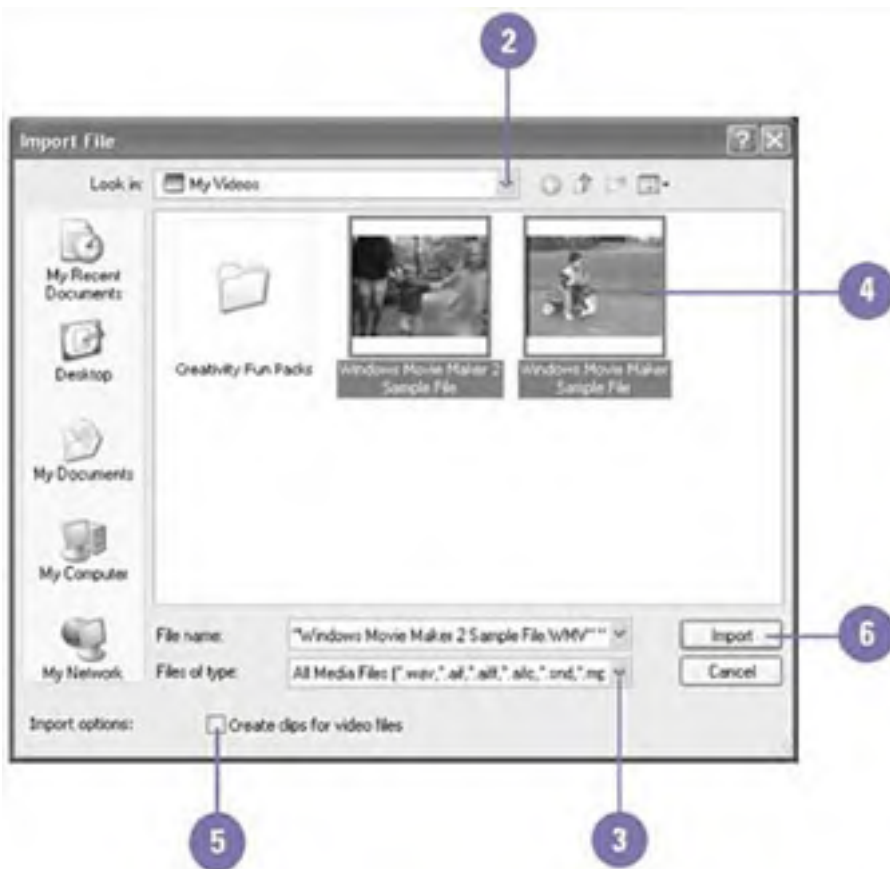 2
Import File
Look in: My Videos
4
My Recent
Documents
Desktop
My Documents
My Computer
My Network
Creativity Fun Packs
Windows Movie Maker 2
Sample File
Windows Movie Maker
Sample File
File name: "Windows Movie Maker 2 Sample File.WMV" "
Import
6
Files of type: All Media Files (*.wav,*.aif,*.aiff,*.aifc,*.snd,*.mp
Cancel
Import options: Create clips for video files
5
3